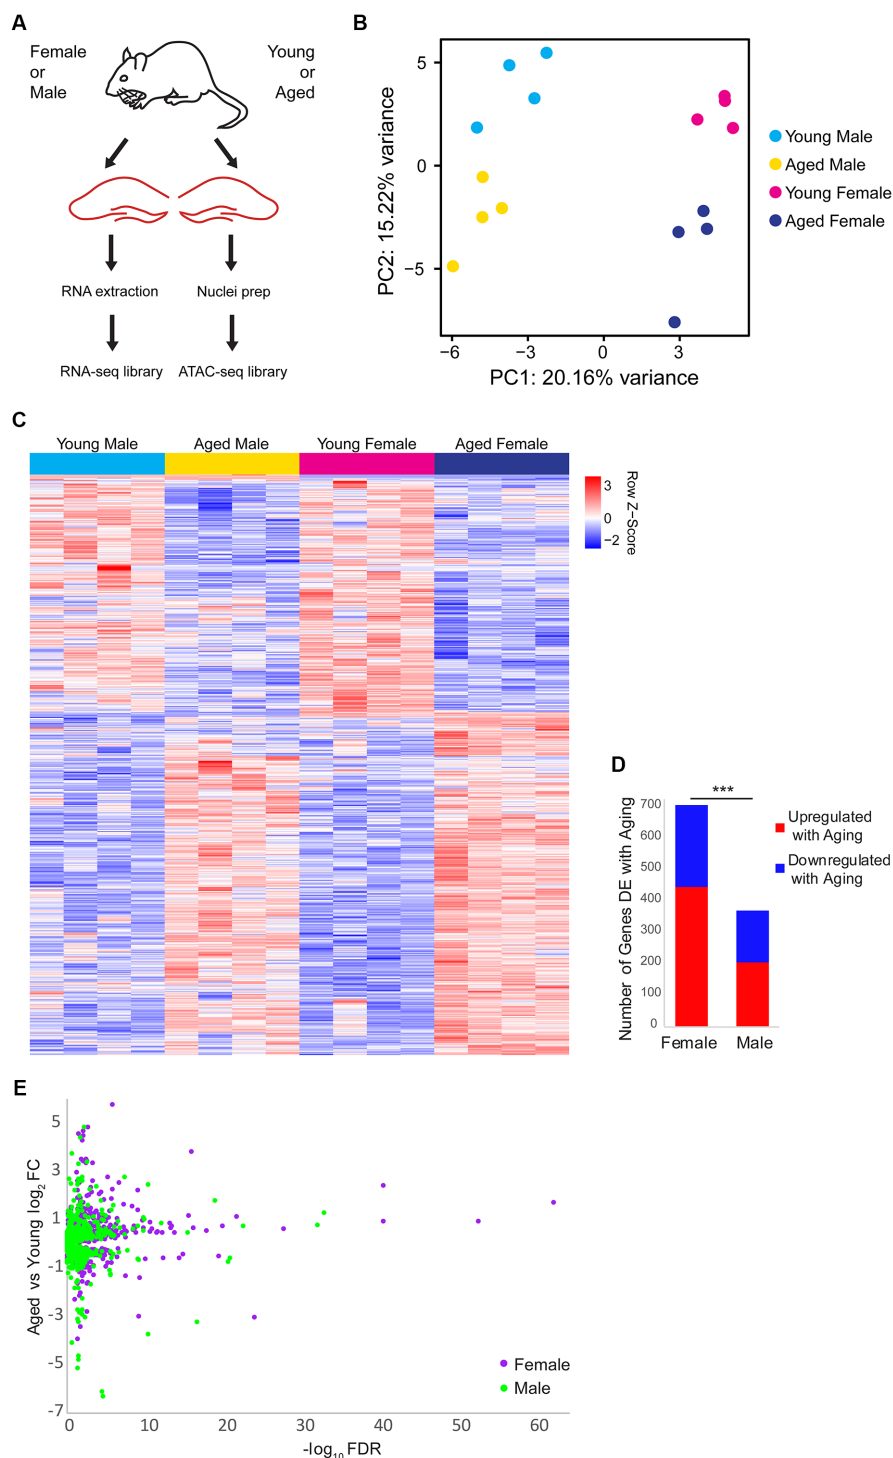 A
Female
or
Male
Young
or
Aged
RNA extraction
Nuclei prep
RNA-seq library
ATAC-seq library
B
PC2: 15.22% variance
5
0
−5
−6
−3
0
3
PC1: 20.16% variance
Young Male
Aged Male
Young Female
Aged Female
C
Young Male
Aged Male
Young Female
Aged Female
3
0
−2
Row Z−Score
D
Number of Genes DE with Aging
700
600
500
400
300
200
100
0
***
Female
Male
Upregulated
with Aging
Downregulated
with Aging
E
Aged vs Young log2 FC
5
3
1
-1
-3
-5
-7
0
10
20
30
40
50
60
-log10 FDR
Female
Male